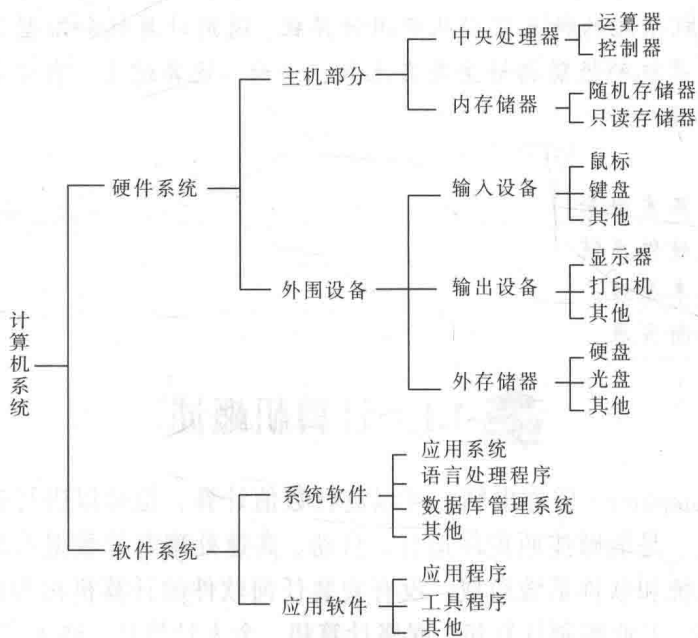 计算机系统
硬件系统
主机部分
中央处理器
运算器
控制器
内存储器
随机存储器
只读存储器
外围设备
输入设备
鼠标
键盘
其他
输出设备
显示器
打印机
其他
外存储器
硬盘
光盘
其他
软件系统
系统软件
应用系统
语言处理程序
数据库管理系统
其他
应用软件
应用程序
工具程序
其他